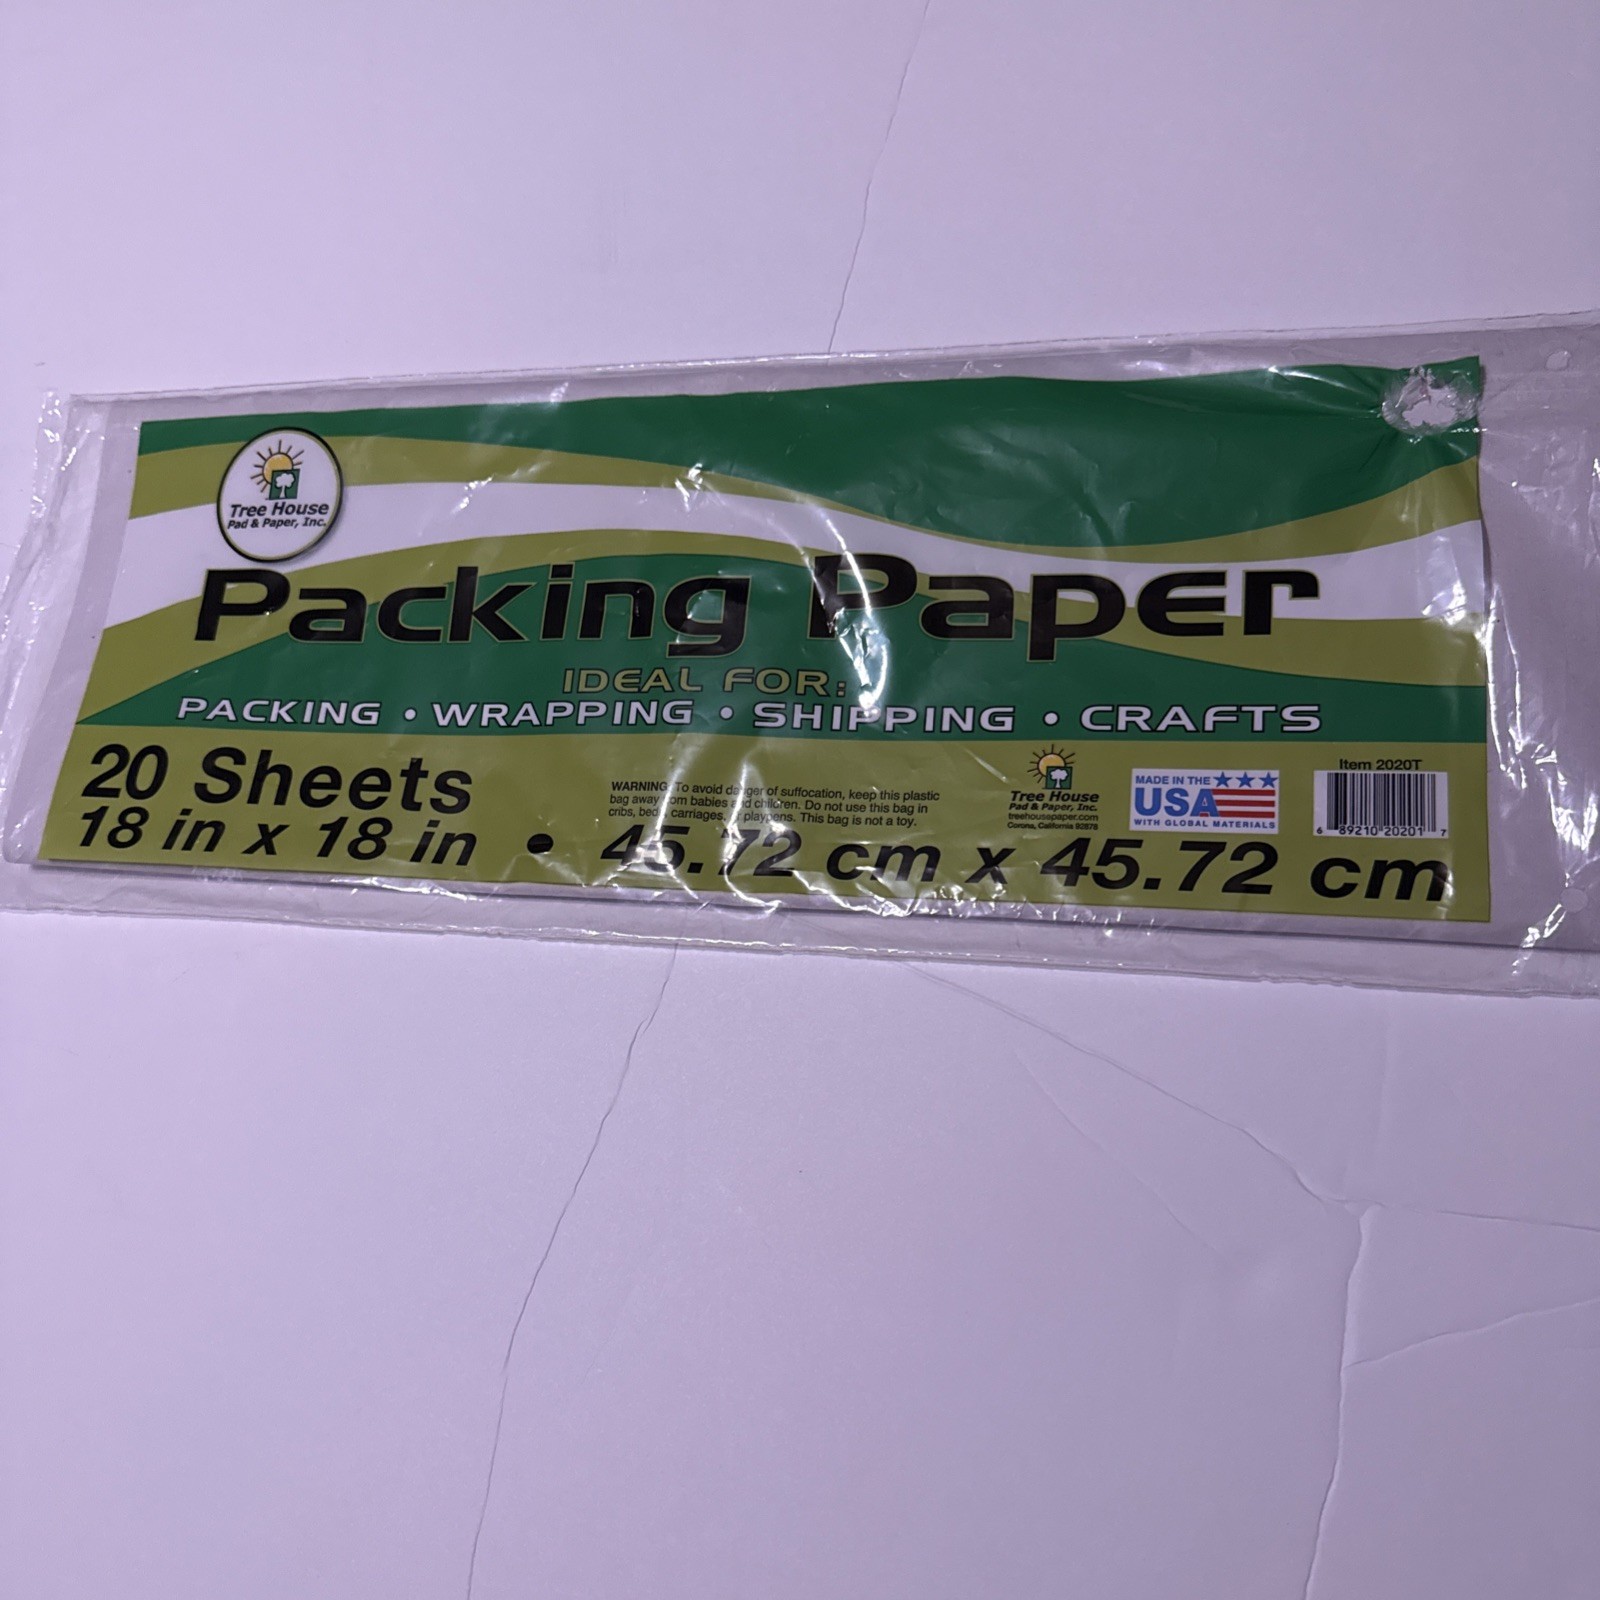 Tree House
Pad & Paper, Inc.
Packing Paper
IDEAL FOR:
PACKING • WRAPPING • SHIPPING • CRAFTS
20 Sheets
18 in x 18 in • 45.72 cm x 45.72 cm
WARNING: To avoid danger of suffocation, keep this plastic
bag away from babies and children. Do not use this bag in
cribs, beds, carriages, or playpens. This bag is not a toy.
Tree House
Pad & Paper, Inc.
treehousepaper.com
Corona, California 92878
MADE IN THE
USA
WITH GLOBAL MATERIALS
Item 2020T
6 89210 20201 7